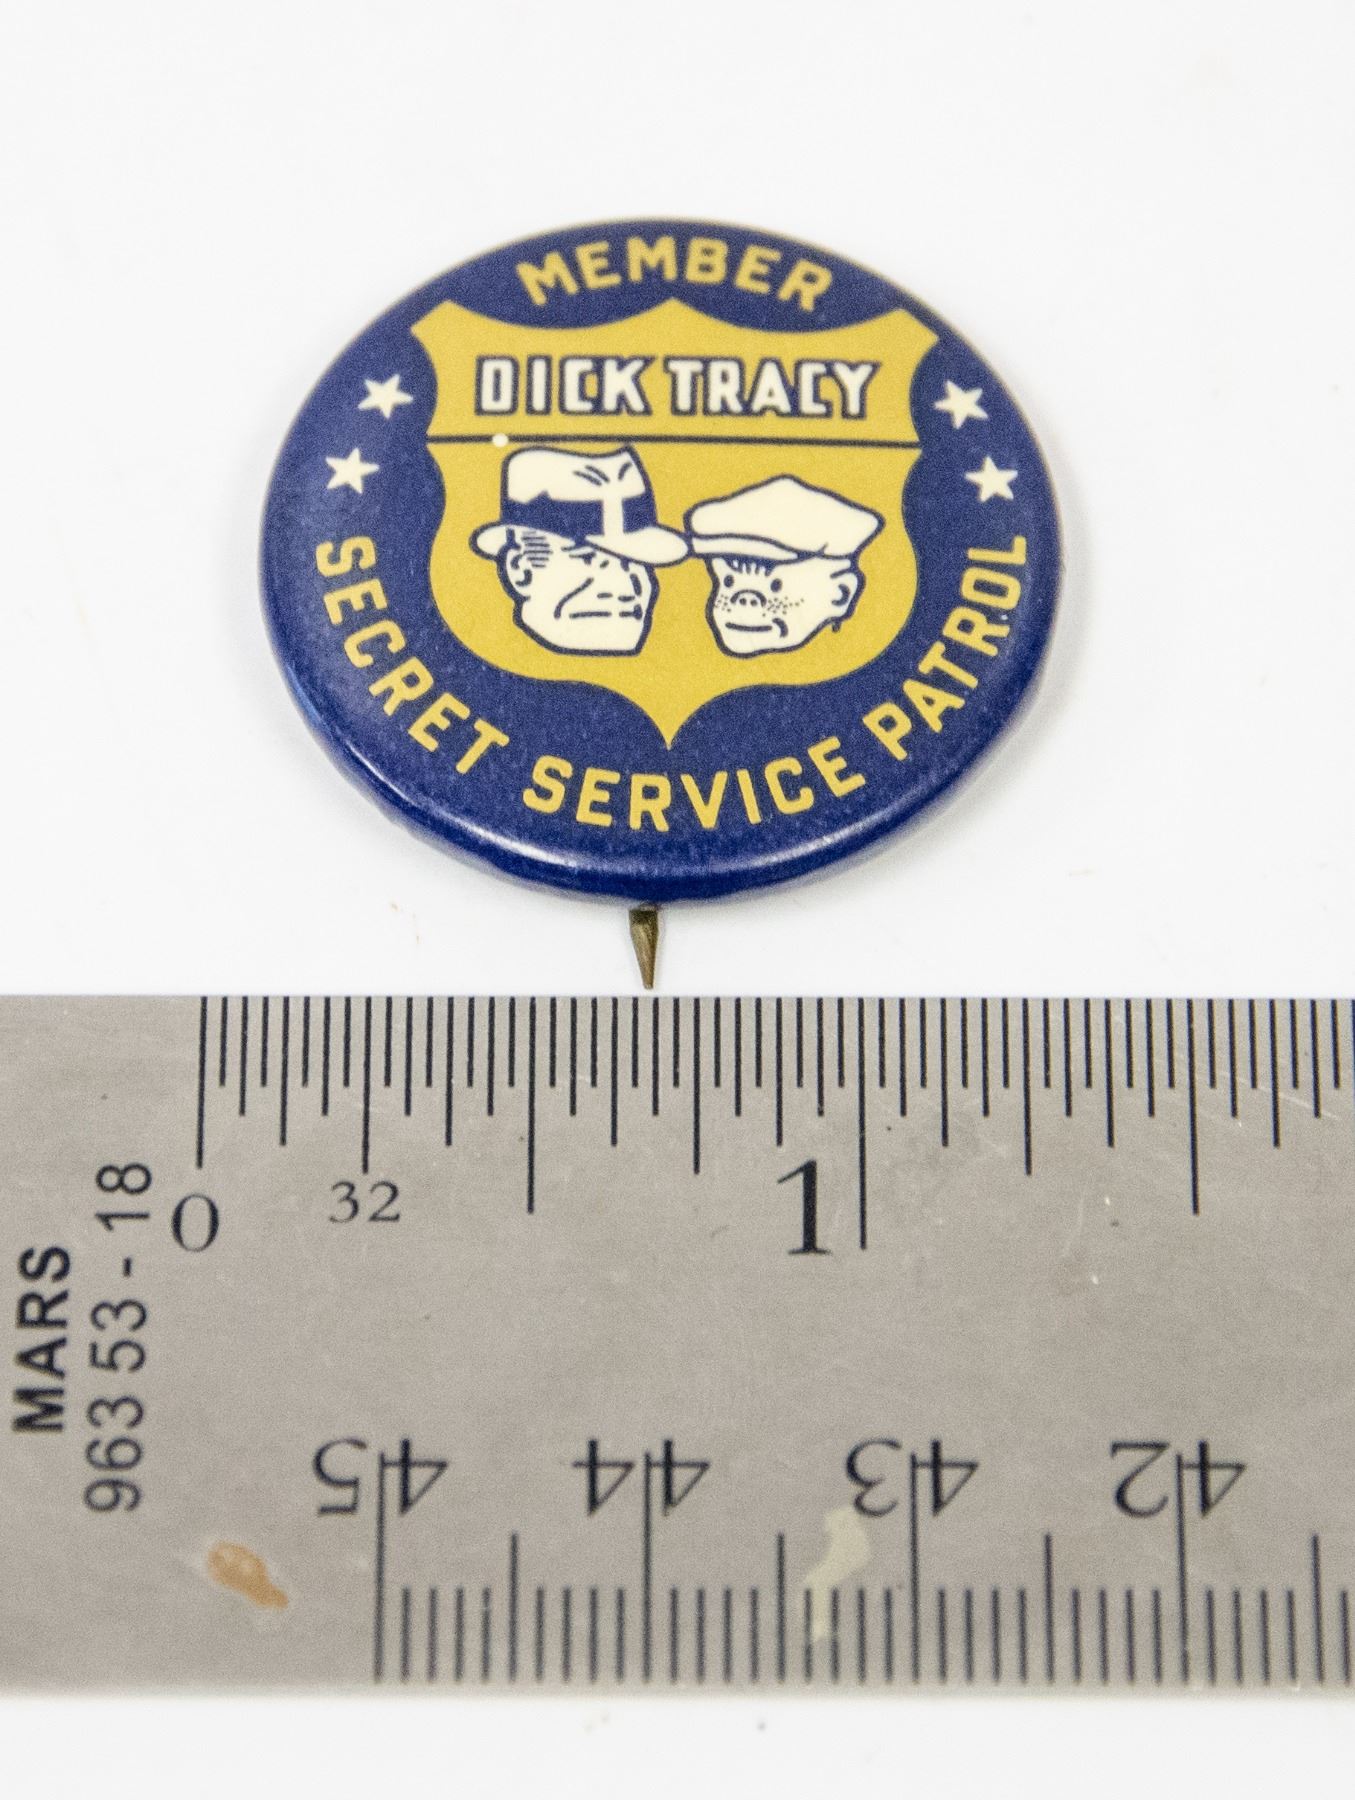 MEMBER
DICK TRACY
SECRET SERVICE PATROL
0 32 1
MARS
963 53 - 18
45 44 43 42